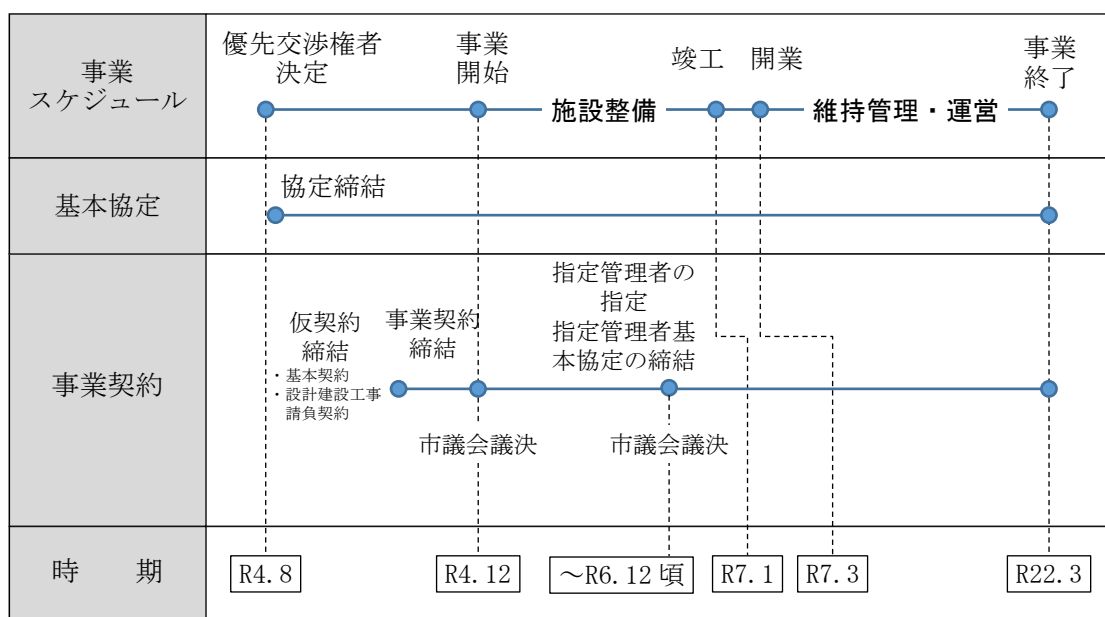 事業
スケジュール
優先交渉権者
決定
事業
開始
竣工
開業
事業
終了
施設整備
維持管理・運営
基本協定
協定締結
事業契約
仮契約
締結
・基本契約
・設計建設工事
請負契約
事業契約
締結
指定管理者の
指定
指定管理者基
本協定の締結
市議会議決
市議会議決
時 期
R4.8
R4.12
～R6.12頃
R7.1
R7.3
R22.3